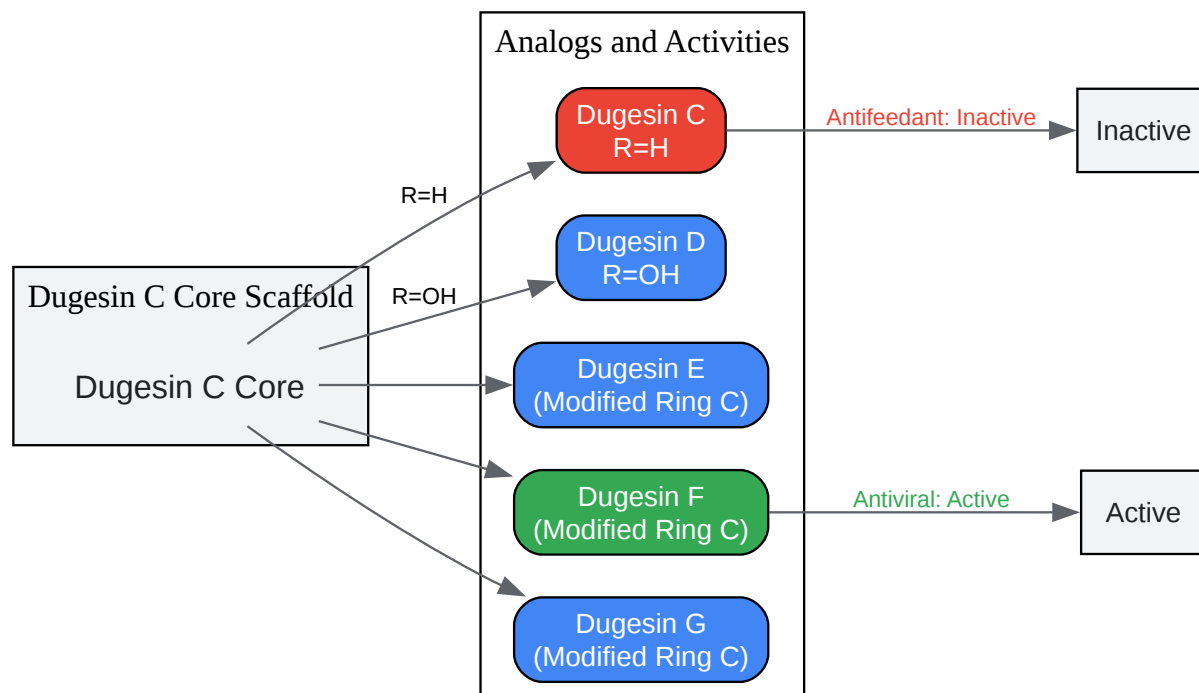 Analogs and Activities
Dugesin C
R=H
Antifeedant: Inactive
Inactive
R=H
Dugesin D
R=OH
Dugesin C Core Scaffold
R=OH
Dugesin C Core
Dugesin E
(Modified Ring C)
Dugesin F
(Modified Ring C)
Antiviral: Active
Active
Dugesin G
(Modified Ring C)